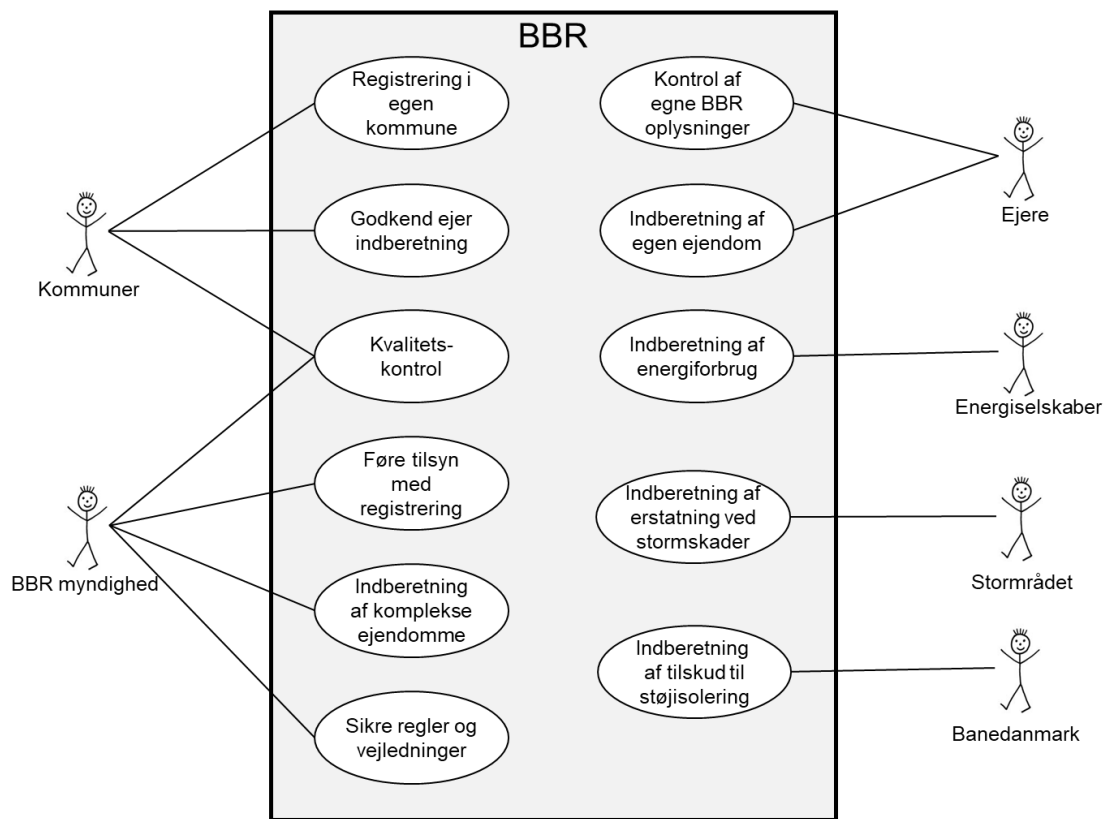 BBR
Registrering i
egen
kommune
Kontrol af
egne BBR
oplysninger
Ejere
Godkend ejer
indberetning
Indberetning af
egen ejendom
Kommuner
Kvalitets-
kontrol
Indberetning af
energiforbrug
Energiselskaber
Føre tilsyn
med
registrering
Indberetning af
erstatning ved
stormskader
BBR myndighed
Stormrådet
Indberetning
af komplekse
ejendomme
Indberetning
af tilskud til
støjisolering
Sikre regler og
vejledninger
Banedanmark